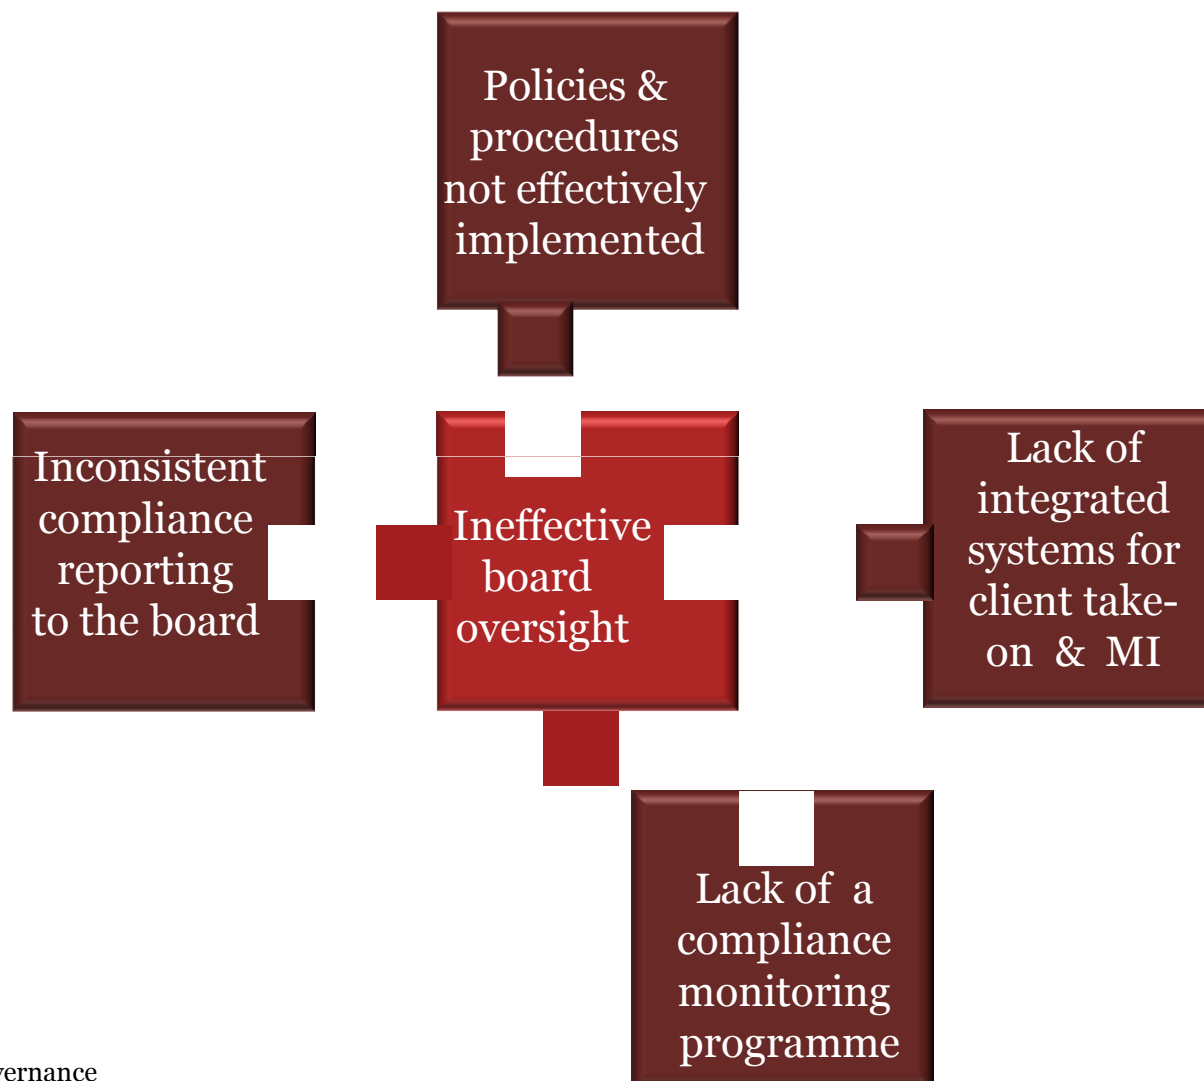 Policies &
procedures
not effectively
implemented
Inconsistent
compliance
reporting
to the board
Ineffective
board
oversight
Lack of
integrated
systems for
client take-
on & MI
Lack of a
compliance
monitoring
programme
vernance